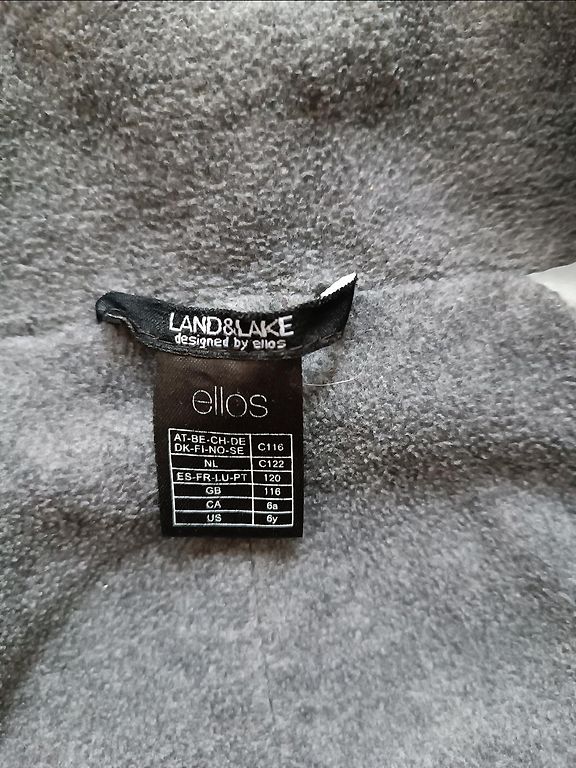 LAND&LAKE
designed by ellos
ellos
AT-BE-CH-DE
DK-FI-NO-SE C116
NL C122
ES-FR-LU-PT 120
GB 116
CA 6a
US 6y